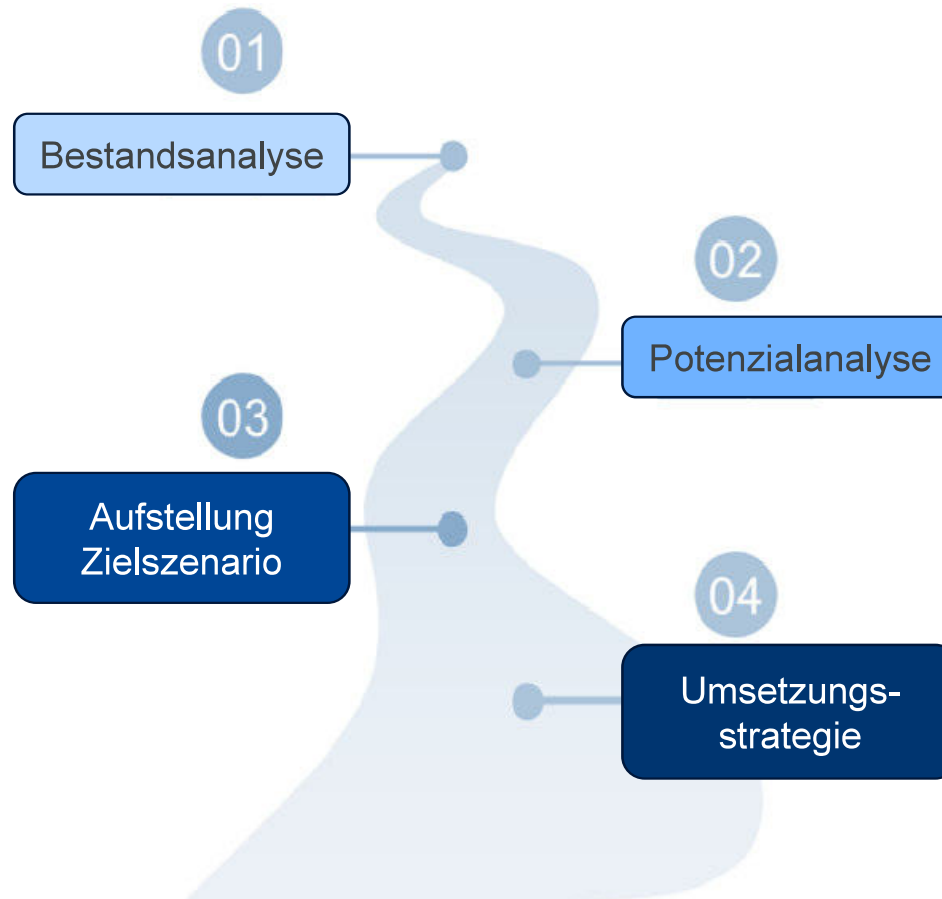 01
Bestandsanalyse
02
Potenzialanalyse
03
Aufstellung
Zielszenario
04
Umsetzungs-
strategie